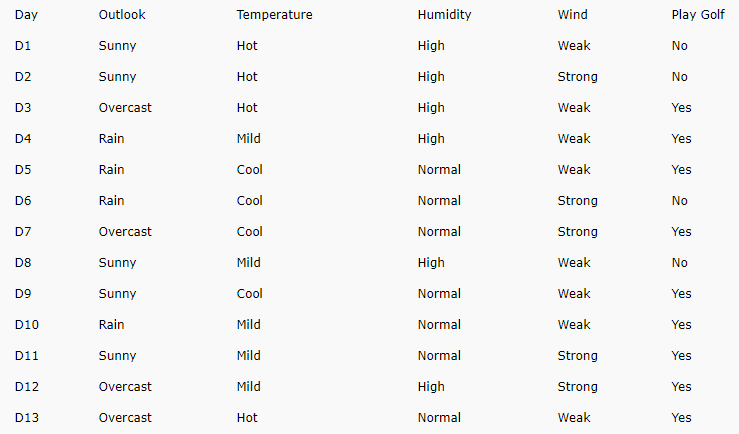 Day Outlook Temperature Humidity Wind Play Golf
D1 Sunny Hot High Weak No
D2 Sunny Hot High Strong No
D3 Overcast Hot High Weak Yes
D4 Rain Mild High Weak Yes
D5 Rain Cool Normal Weak Yes
D6 Rain Cool Normal Strong No
D7 Overcast Cool Normal Strong Yes
D8 Sunny Mild High Weak No
D9 Sunny Cool Normal Weak Yes
D10 Rain Mild Normal Weak Yes
D11 Sunny Mild Normal Strong Yes
D12 Overcast Mild High Strong Yes
D13 Overcast Hot Normal Weak Yes